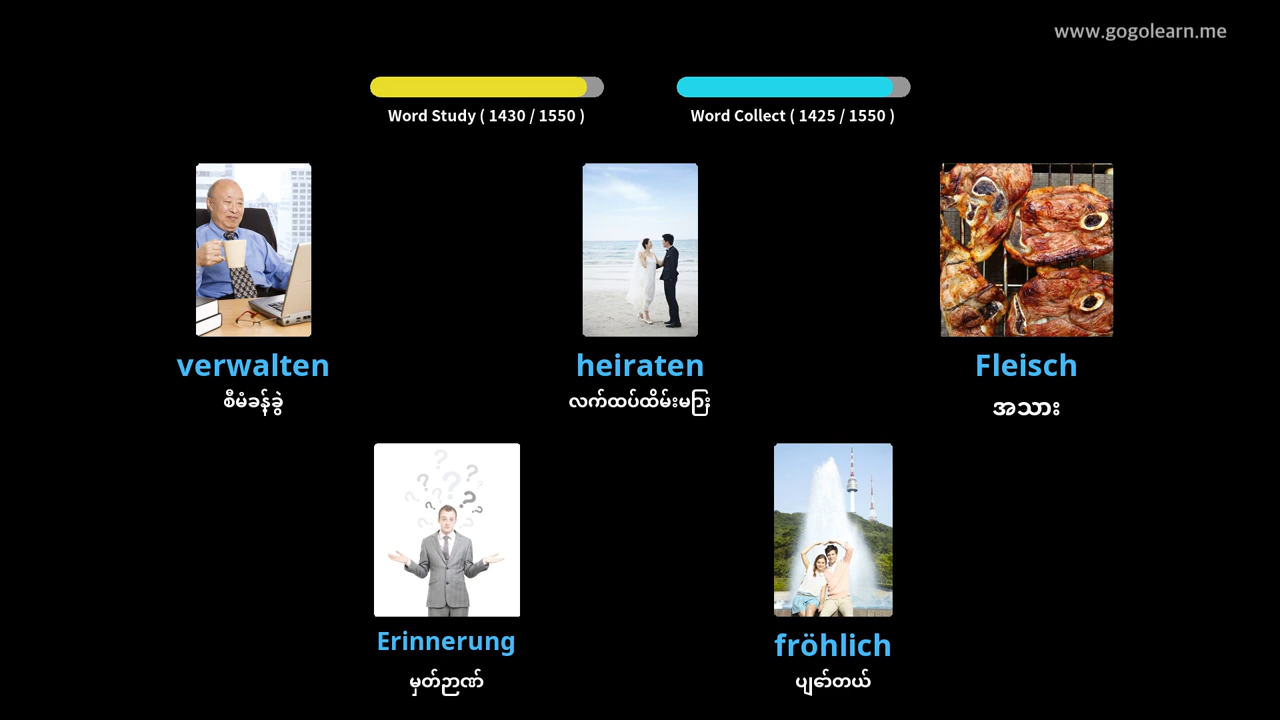 www.gogolearn.me
Word Study ( 1430 / 1550 )
Word Collect ( 1425 / 1550 )
verwalten
စီမံခန့်ခွဲ
heiraten
လက်ထပ်ထိမ်းမြား
Fleisch
အသား
Erinnerung
မှတ်ဉာဏ်
fröhlich
ပျော်တယ်